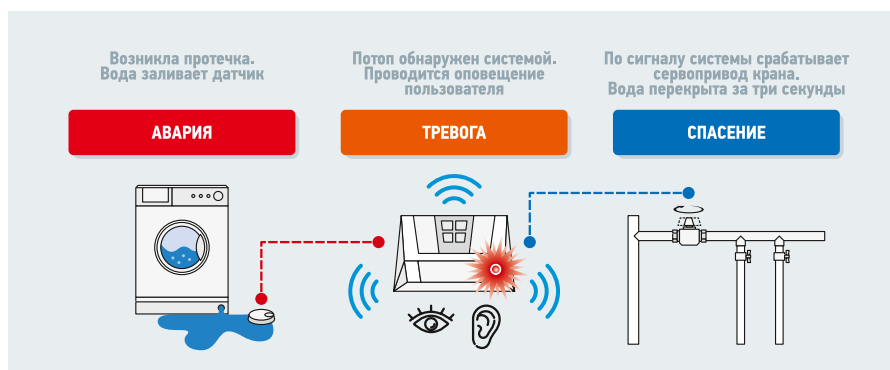 Возникла протечка.
Вода заливает датчик
АВАРИЯ
Потоп обнаружен системой.
Проводится оповещение
пользователя
ТРЕВОГА
По сигналу системы срабатывает
сервопривод крана.
Вода перекрыта за три секунды
СПАСЕНИЕ